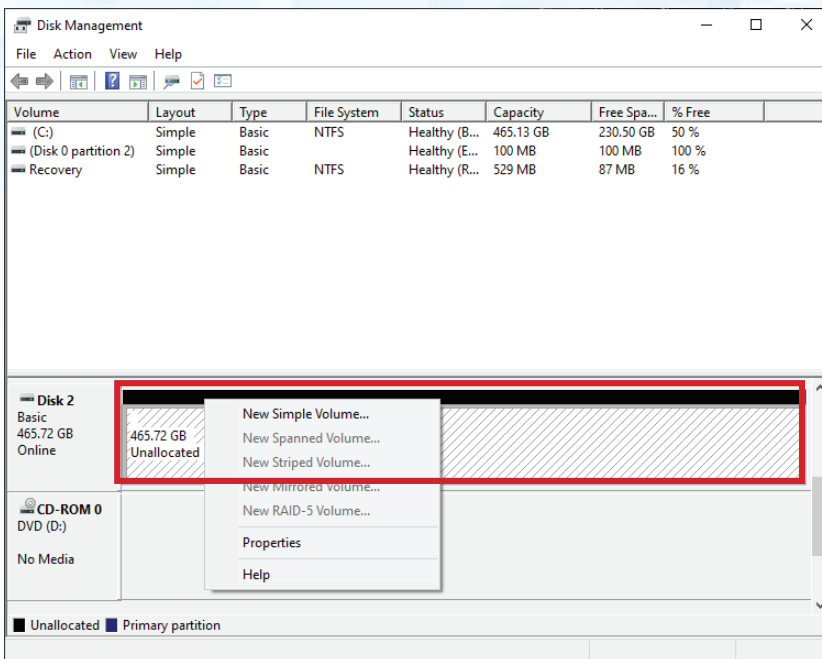 Disk Management
File Action View Help
Volume Layout Type File System Status Capacity Free Spa... % Free
(C:) Simple Basic NTFS Healthy (B... 465.13 GB 230.50 GB 50 %
(Disk 0 partition 2) Simple Basic Healthy (E... 100 MB 100 MB 100 %
Recovery Simple Basic NTFS Healthy (R... 529 MB 87 MB 16 %
Disk 2
Basic
465.72 GB
Online
465.72 GB
Unallocated
New Simple Volume...
New Spanned Volume...
New Striped Volume...
New Mirrored Volume...
New RAID-5 Volume...
Properties
Help
CD-ROM 0
DVD (D:)
No Media
Unallocated Primary partition